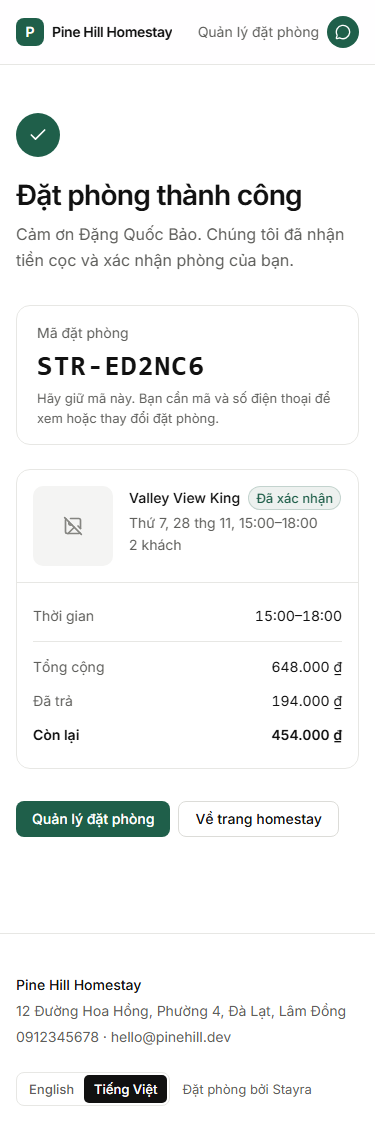 P Pine Hill Homestay Quản lý đặt phòng
Đặt phòng thành công
Cảm ơn Đặng Quốc Bảo. Chúng tôi đã nhận
tiền cọc và xác nhận phòng của bạn.
Mã đặt phòng
STR-ED2NC6
Hãy giữ mã này. Bạn cần mã và số điện thoại để
xem hoặc thay đổi đặt phòng.
Valley View King Đã xác nhận
Thứ 7, 28 thg 11, 15:00–18:00
2 khách
Thời gian 15:00–18:00
Tổng cộng 648.000 ₫
Đã trả 194.000 ₫
Còn lại 454.000 ₫
Quản lý đặt phòng Về trang homestay
Pine Hill Homestay
12 Đường Hoa Hồng, Phường 4, Đà Lạt, Lâm Đồng
0912345678 · hello@pinehill.dev
English Tiếng Việt Đặt phòng bởi Stayra